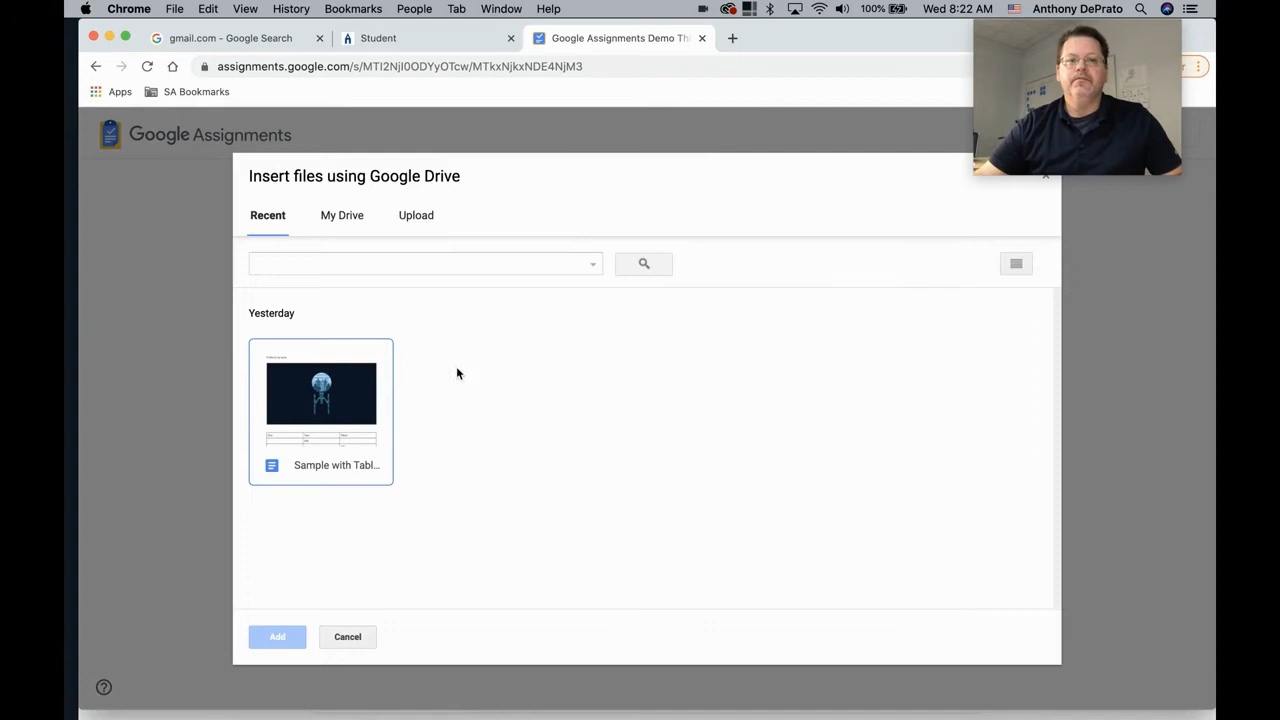 Chrome File Edit View History Bookmarks People Tab Window Help 100% Wed 8:22 AM Anthony DePrato
gmail.com - Google Search Student Google Assignments Demo Th
assignments.google.com/s/MTI2NjI0ODYyOTcw/MTkxNjkxNDE4NjM3
Apps SA Bookmarks
Google Assignments
Insert files using Google Drive
Recent My Drive Upload
Yesterday
Sample with Tabl...
Add Cancel